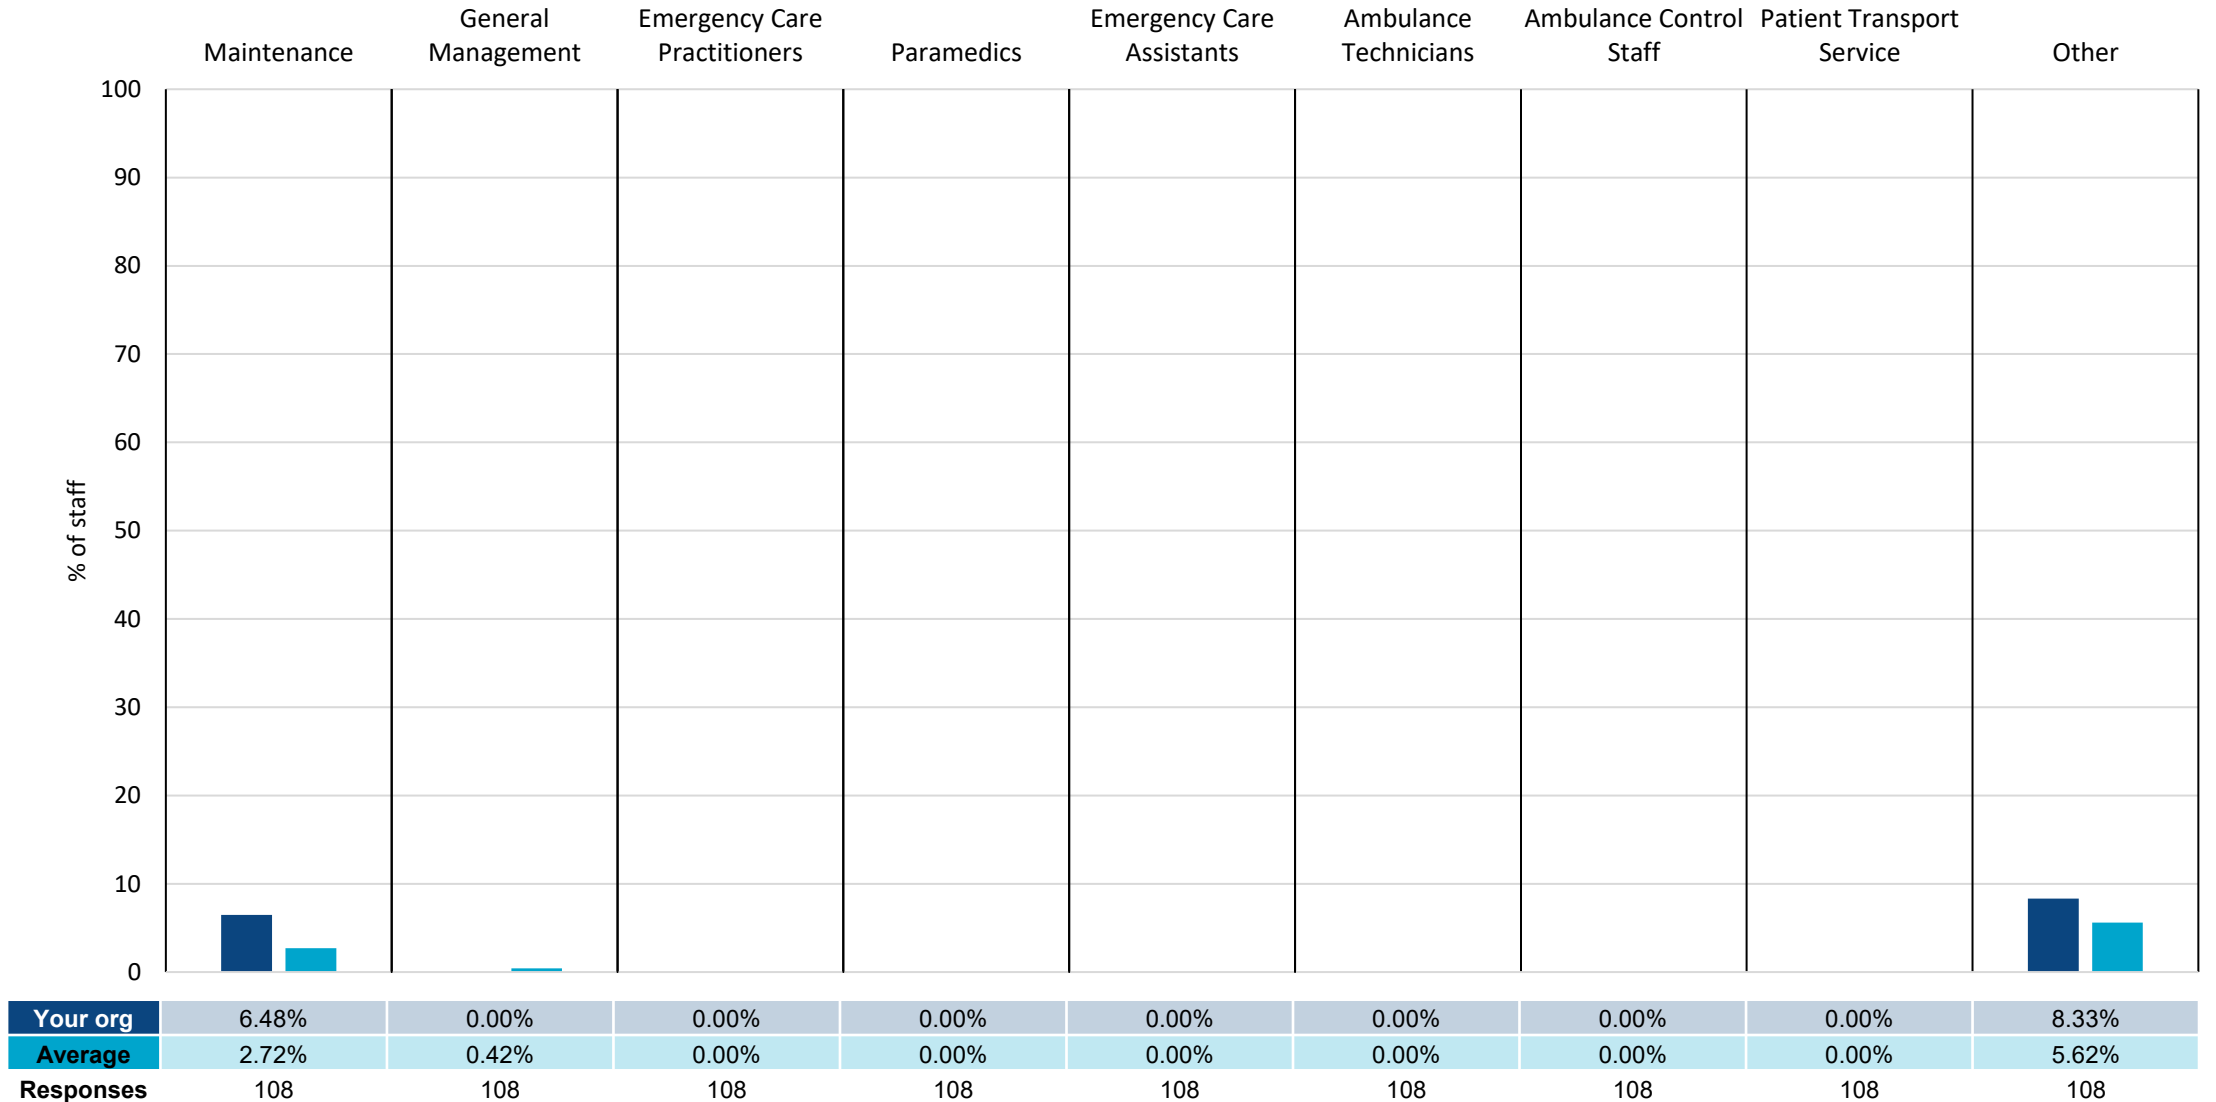 Maintenance
General
Management
Emergency Care
Practitioners
Paramedics
Emergency Care
Assistants
Ambulance
Technicians
Ambulance Control
Staff
Patient Transport
Service
Other
100
90
80
70
60
50
40
30
20
10
0
% of staff
Your org 6.48% 0.00% 0.00% 0.00% 0.00% 0.00% 0.00% 0.00% 8.33%
Average 2.72% 0.42% 0.00% 0.00% 0.00% 0.00% 0.00% 0.00% 5.62%
Responses 108 108 108 108 108 108 108 108 108